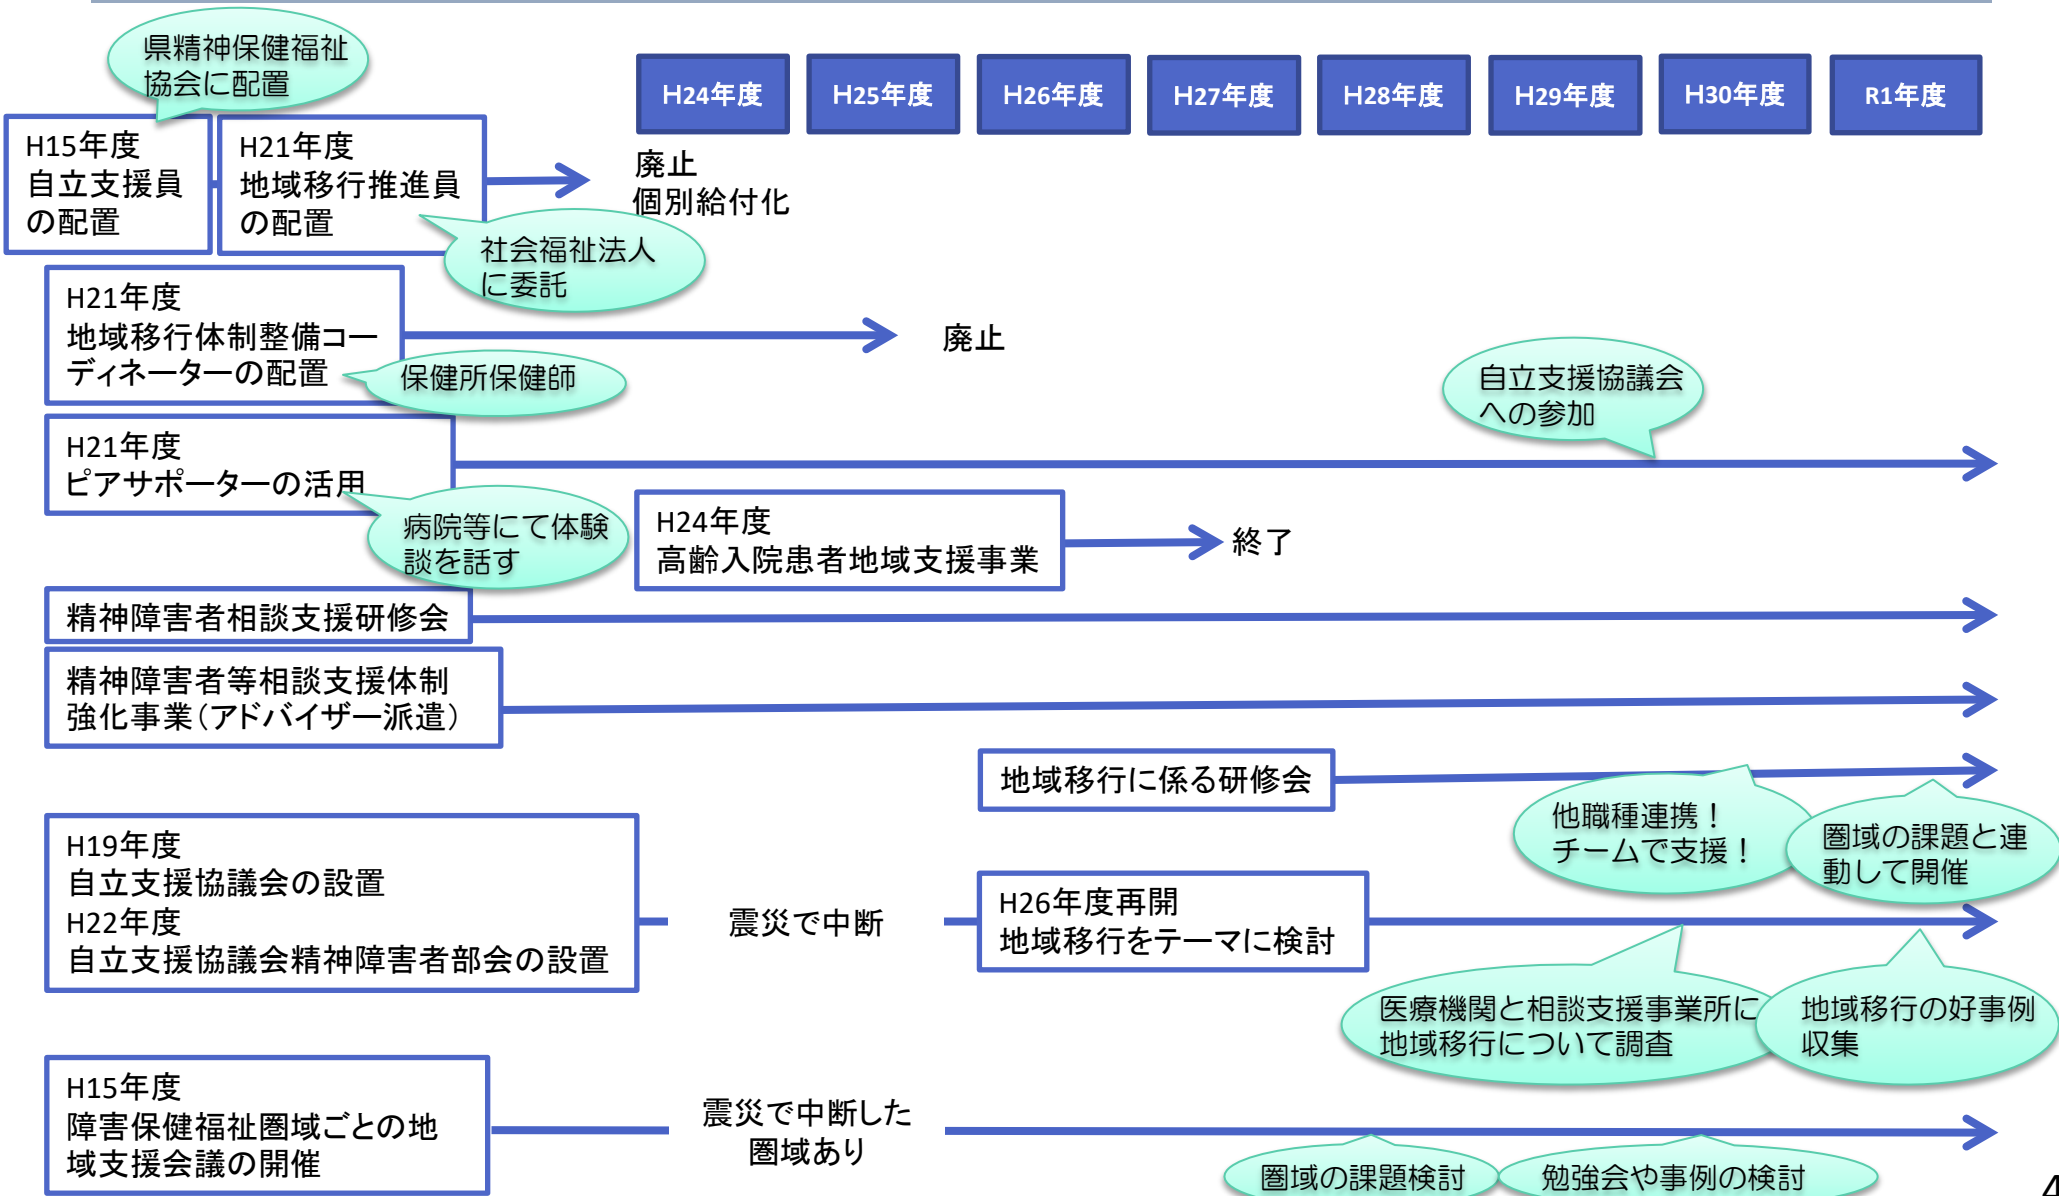 県精神保健福祉
協会に配置
H24年度
H25年度
H26年度
H27年度
H28年度
H29年度
H30年度
R1年度
H15年度
自立支援員
の配置
H21年度
地域移行推進員
の配置
廃止
個別給付化
社会福祉法人
に委託
H21年度
地域移行体制整備コー
ディネーターの配置
廃止
保健所保健師
自立支援協議会
への参加
H21年度
ピアサポーターの活用
病院等にて体験
談を話す
H24年度
高齢入院患者地域支援事業
終了
精神障害者相談支援研修会
精神障害者等相談支援体制
強化事業（アドバイザー派遣）
地域移行に係る研修会
他職種連携！
チームで支援！
圏域の課題と連
動して開催
H19年度
自立支援協議会の設置
H22年度
自立支援協議会精神障害者部会の設置
震災で中断
H26年度再開
地域移行をテーマに検討
医療機関と相談支援事業所に
地域移行について調査
地域移行の好事例
収集
H15年度
障害保健福祉圏域ごとの地
域支援会議の開催
震災で中断した
圏域あり
圏域の課題検討
勉強会や事例の検討
4